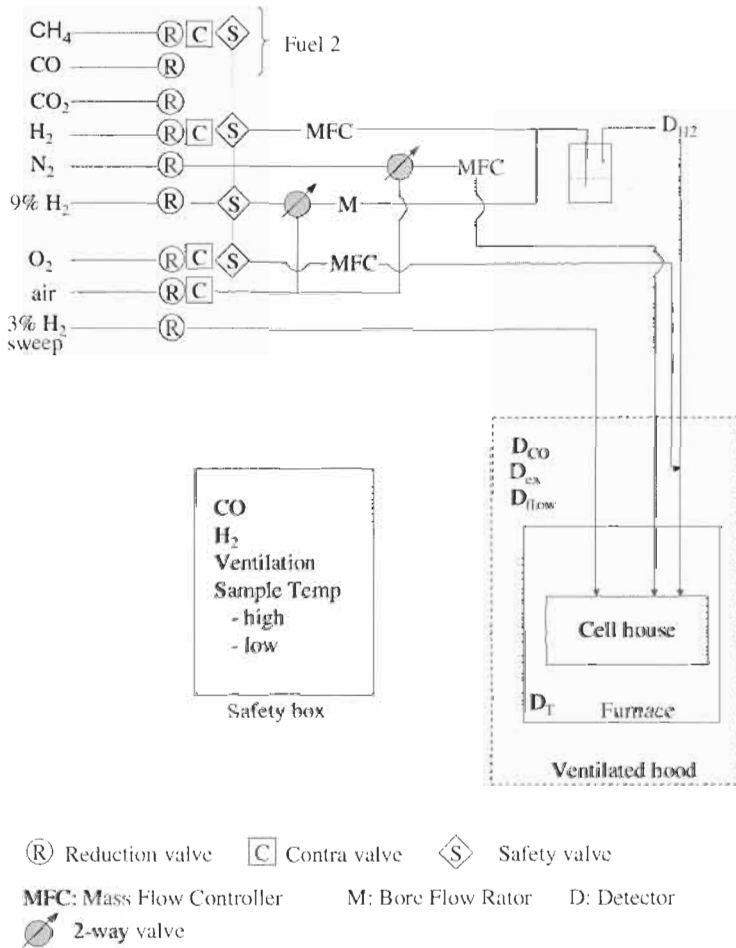 CH4 R C S Fuel 2
CO R
CO2 R
H2 R C S MFC DH2
N2 R MFC
9% H2 R S M
O2 R C S MFC
air R C
3% H2 R
sweep
DCO
Dex
Dflow
CO
H2
Ventilation
Sample Temp
- high
- low
Cell house
Safety box
DT Furnace
Ventilated hood
R Reduction valve C Contra valve S Safety valve
MFC: Mass Flow Controller M: Bore Flow Rator D: Detector
2-way valve